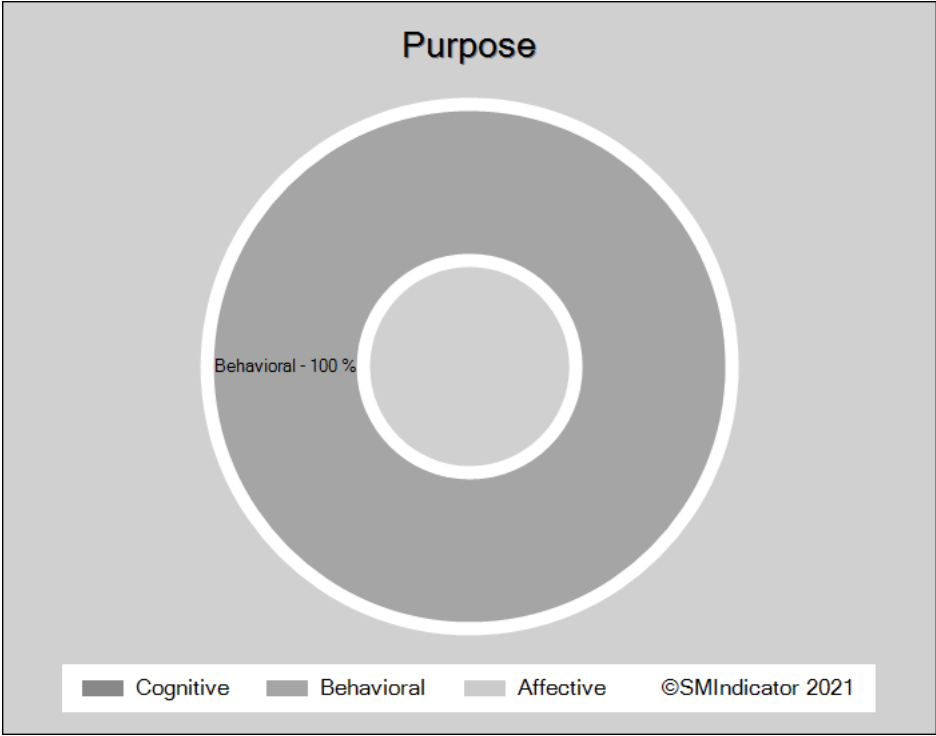 Purpose
Behavioral - 100 %
Cognitive Behavioral Affective ©SMIndicator 2021